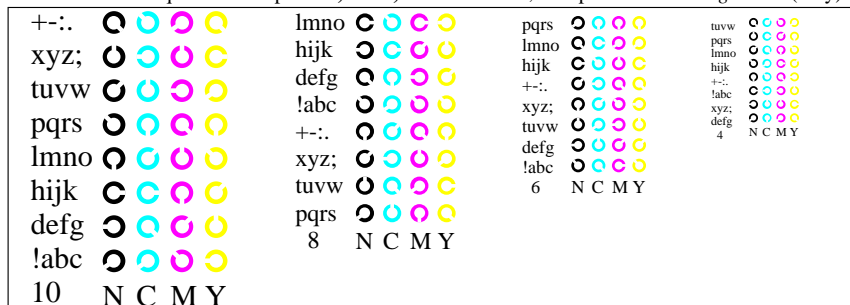 +-:.
xyz;
tuvw
pqrs
lmno
hijk
defg
!abc
10 N C M Y
lmno
hijk
defg
!abc
+-:.
xyz;
tuvw
pqrs
8 N C M Y
pqrs
lmno
hijk
+-:.
xyz;
tuvw
defg
!abc
6 N C M Y
tuvw
pqrs
lmno
hijk
+-:.
!abc
xyz;
defg
4 N C M Y